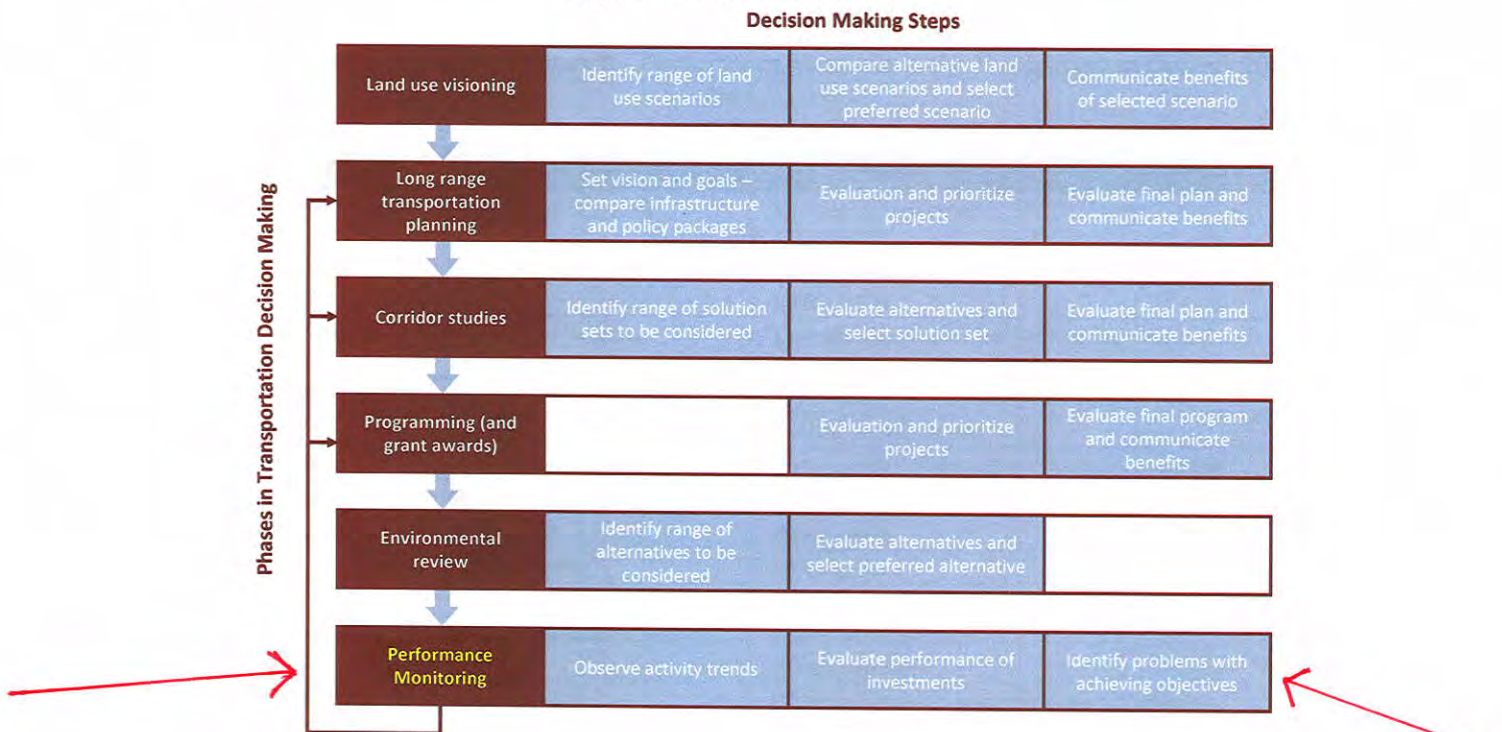 Decision Making Steps
Phases in Transportation Decision Making
Land use visioning
Identify range of land
use scenarios
Compare alternative land
use scenarios and select
preferred scenario
Communicate benefits
of selected scenario
Long range
transportation
planning
Set vision and goals –
compare infrastructure
and policy packages
Evaluation and prioritize
projects
Evaluate final plan and
communicate benefits
Corridor studies
Identify range of solution
sets to be considered
Evaluate alternatives and
select solution set
Evaluate final plan and
communicate benefits
Programming (and
grant awards)
Evaluation and prioritize
projects
Evaluate final program
and communicate
benefits
Environmental
review
Identify range of
alternatives to be
considered
Evaluate alternatives and
select preferred alternative
Performance
Monitoring
Observe activity trends
Evaluate performance of
investments
Identify problems with
achieving objectives